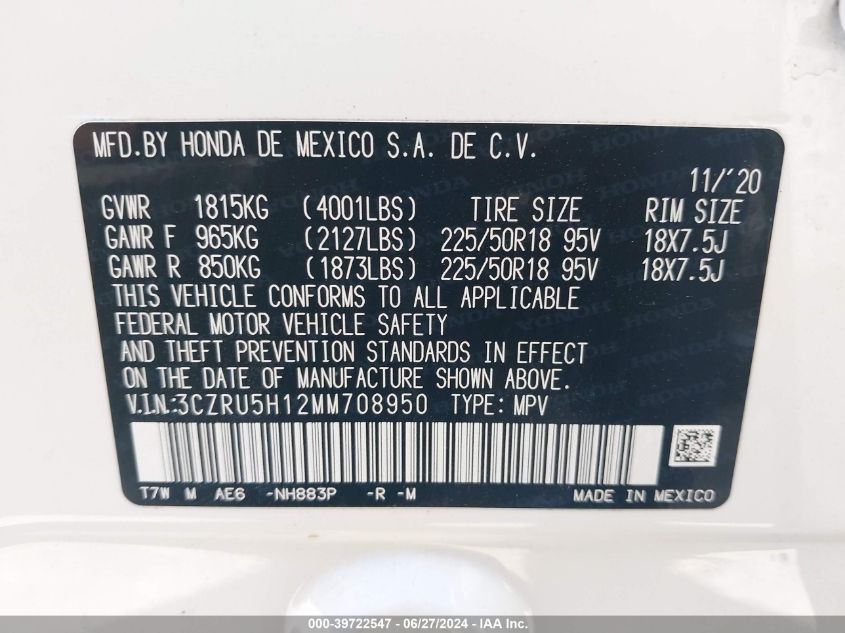 MFD.BY HONDA DE MEXICO S.A. DE C.V.
11/'20
GVWR 1815KG (4001LBS) TIRE SIZE RIM SIZE
GAWR F 965KG (2127LBS) 225/50R18 95V 18X7.5J
GAWR R 850KG (1873LBS) 225/50R18 95V 18X7.5J
THIS VEHICLE CONFORMS TO ALL APPLICABLE
FEDERAL MOTOR VEHICLE SAFETY
AND THEFT PREVENTION STANDARDS IN EFFECT
ON THE DATE OF MANUFACTURE SHOWN ABOVE.
V.I.N.:3CZRU5H12MM708950 TYPE: MPV
T7W M AE6 -NH883P -R -M MADE IN MEXICO
000-39722547 | 06/27/2024 | IAA Inc.